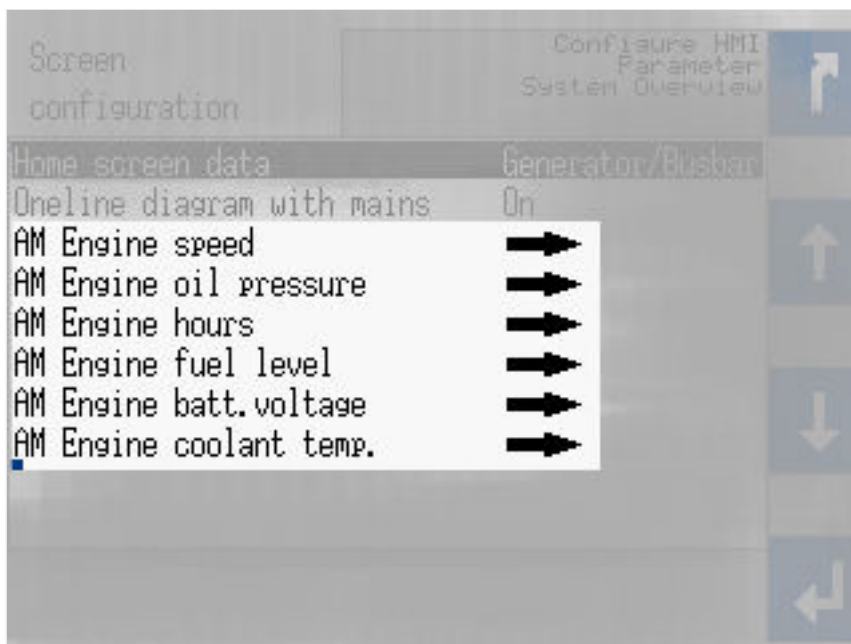 Screen
configuration
Configure HMI
Parameter
System Overview
Home screen data Generator/Busbar
Oneline diagram with mains On
AM Engine speed
AM Engine oil pressure
AM Engine hours
AM Engine fuel level
AM Engine batt.voltage
AM Engine coolant temp.